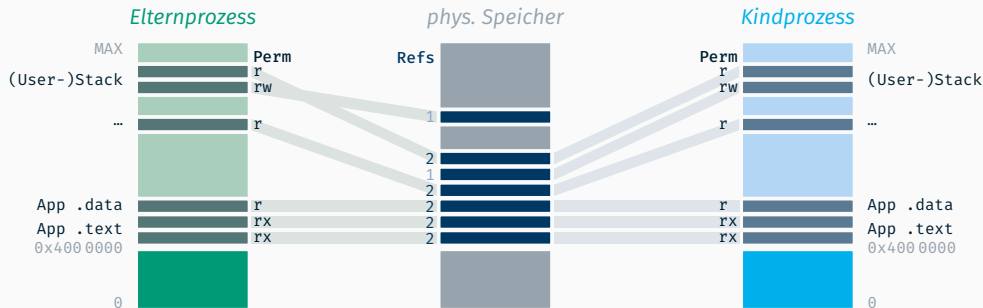 Elternprozess phys. Speicher Kindprozess
MAX MAX
Perm Refs Perm
r r
(User-)Stack (User-)Stack
rw rw
1
… r r …
2
1
2
App .data r 2 r App .data
rx 2 rx
App .text App .text
rx 2 rx
0x400 0000 0x400 0000
0 0